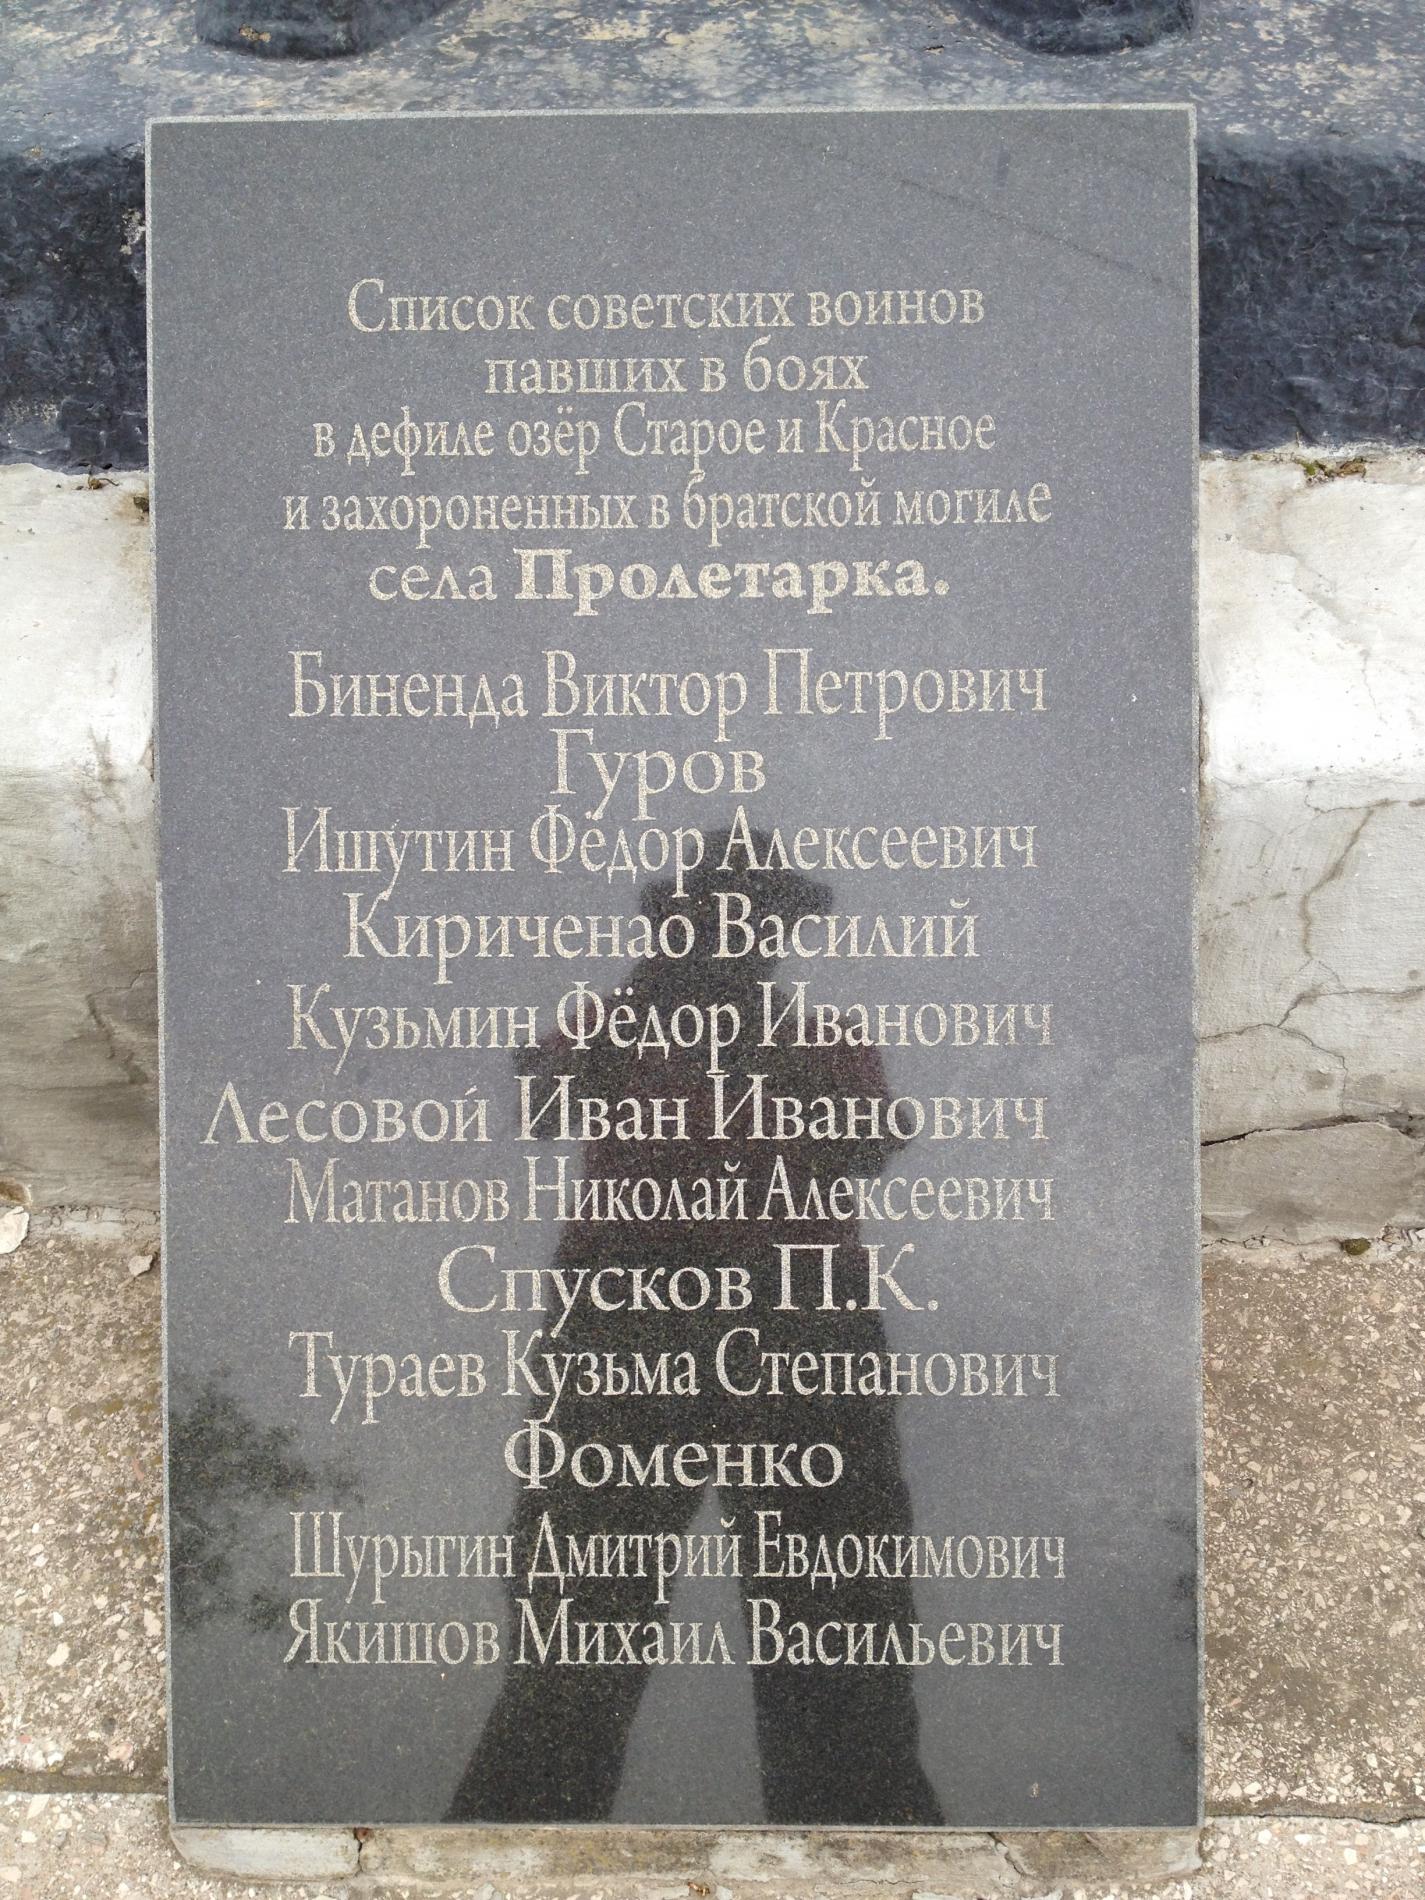 Список советских воинов
павших в боях
в дефиле озёр Старое и Красное
и захороненных в братской могиле
села Пролетарка.
Биненда Виктор Петрович
Гуров
Ишутин Фёдор Алексеевич
Кириченао Василий
Кузьмин Фёдор Иванович
Лесовой Иван Иванович
Матанов Николай Алексеевич
Спусков П.К.
Тураев Кузьма Степанович
Фоменко
Шурыгин Дмитрий Евдокимович
Якишов Михаил Васильевич